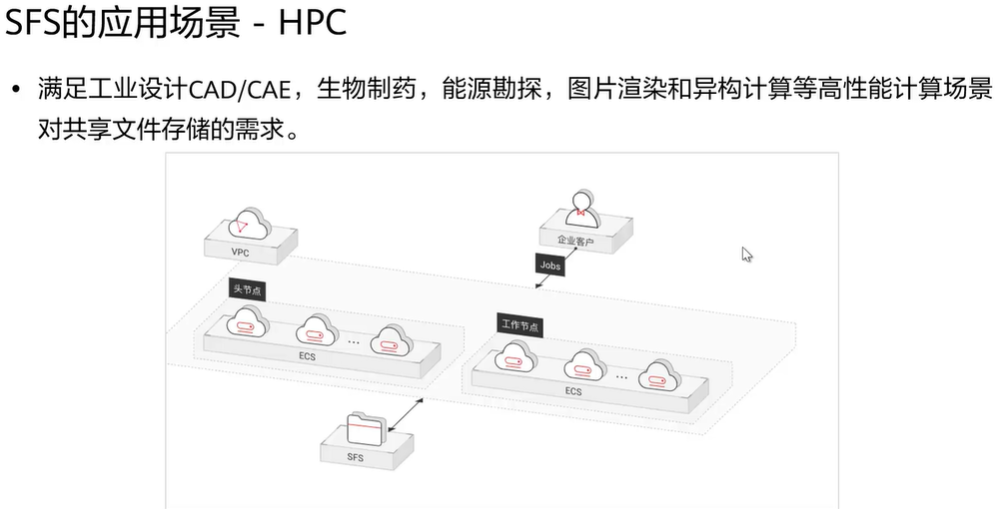 SFS的应用场景 - HPC
• 满足工业设计CAD/CAE，生物制药，能源勘探，图片渲染和异构计算等高性能计算场景
对共享文件存储的需求。
VPC
企业客户
Jobs
头节点
工作节点
ECS
ECS
SFS